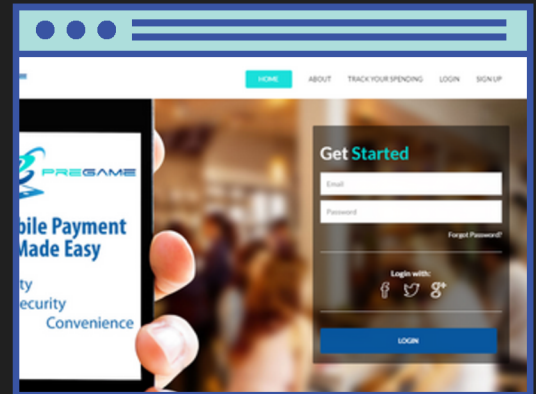 HOME ABOUT TRACK YOUR SPENDING LOGIN SIGN UP
PREGAME
bile Payment
Made Easy
ty
ecurity
Convenience
Get Started
Email
Password
Forgot Password?
Login with:
LOGIN